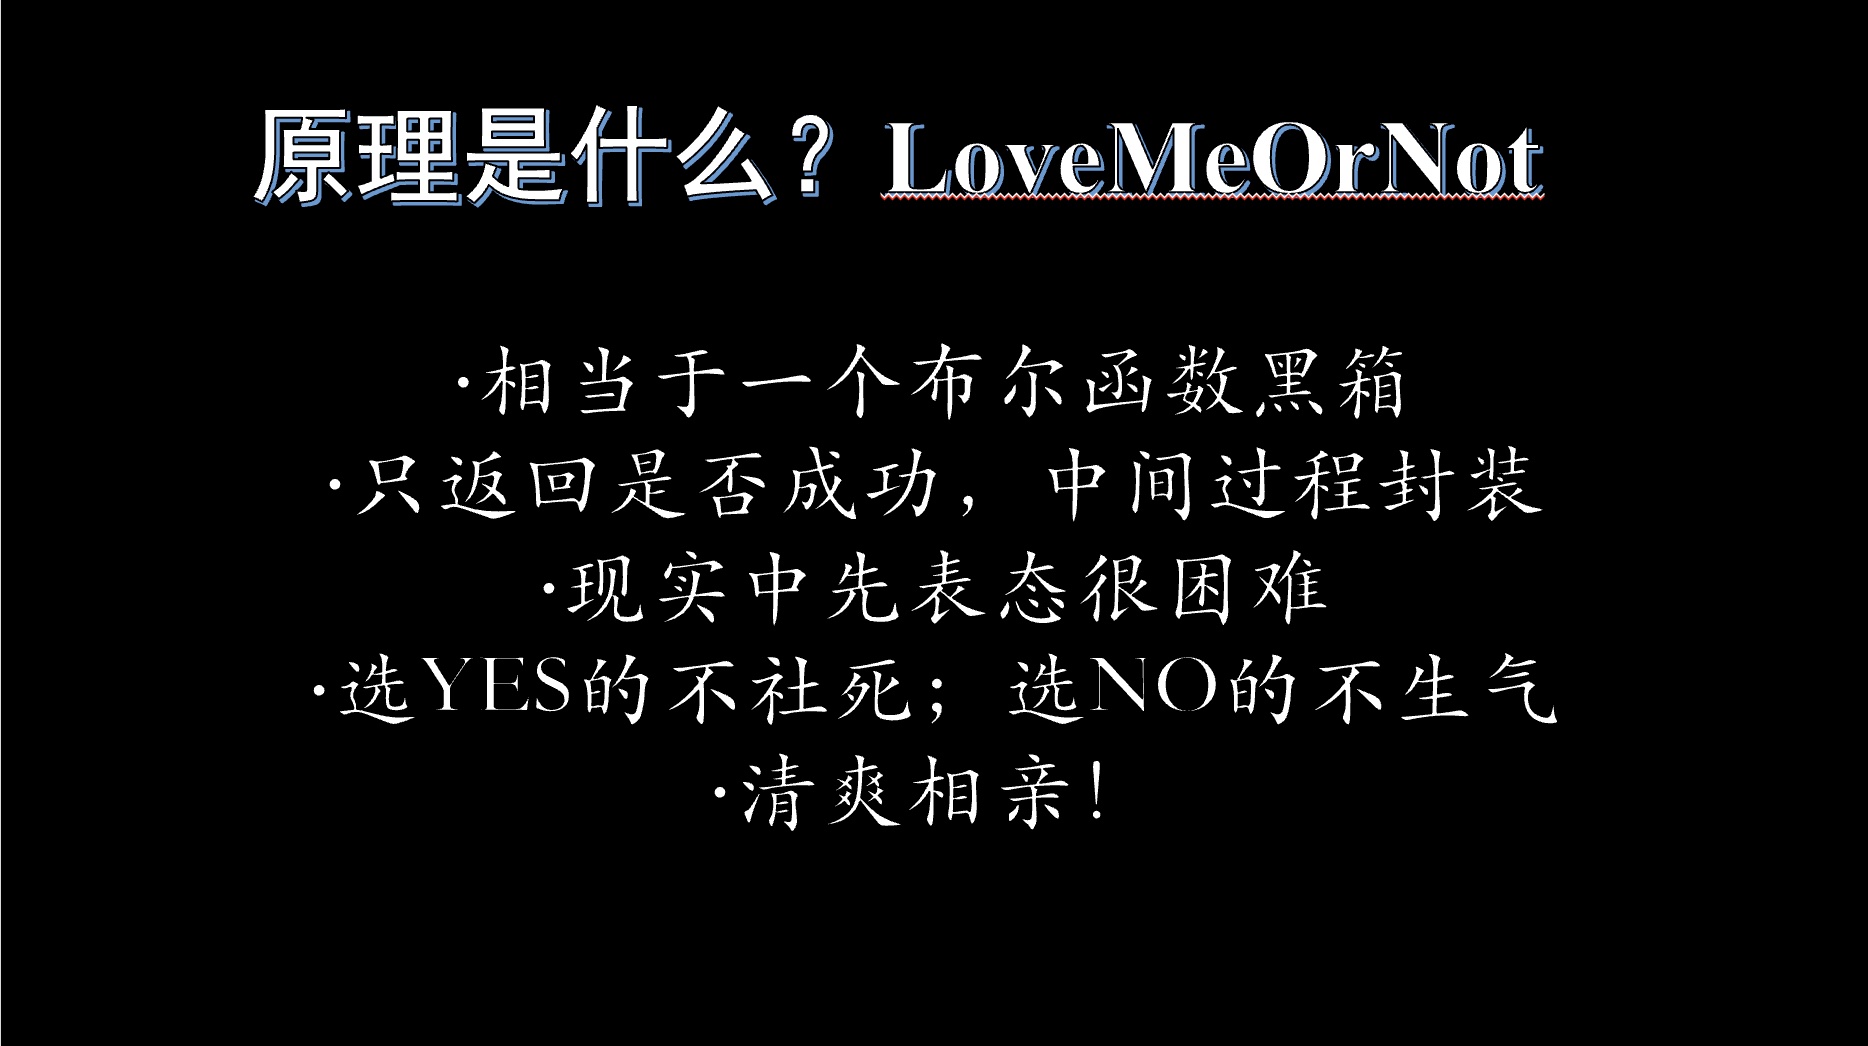 原理是什么？LoveMeOrNot
·相当于一个布尔函数黑箱
·只返回是否成功，中间过程封装
·现实中先表态很困难
·选YES的不社死；选NO的不生气
·清爽相亲！